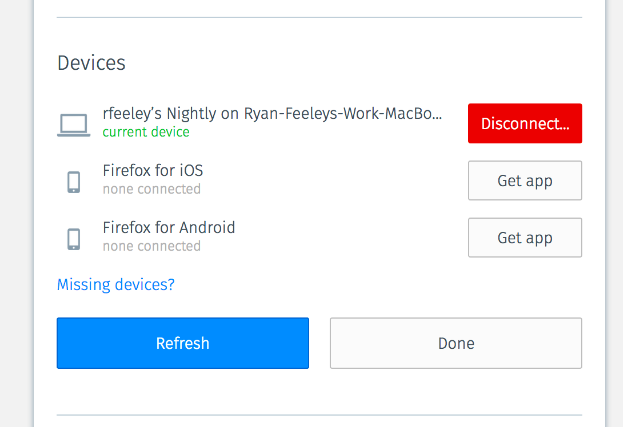 Devices
rfeeley’s Nightly on Ryan-Feeleys-Work-MacBo...
current device
Disconnect...
Firefox for iOS
none connected
Get app
Firefox for Android
none connected
Get app
Missing devices?
Refresh
Done